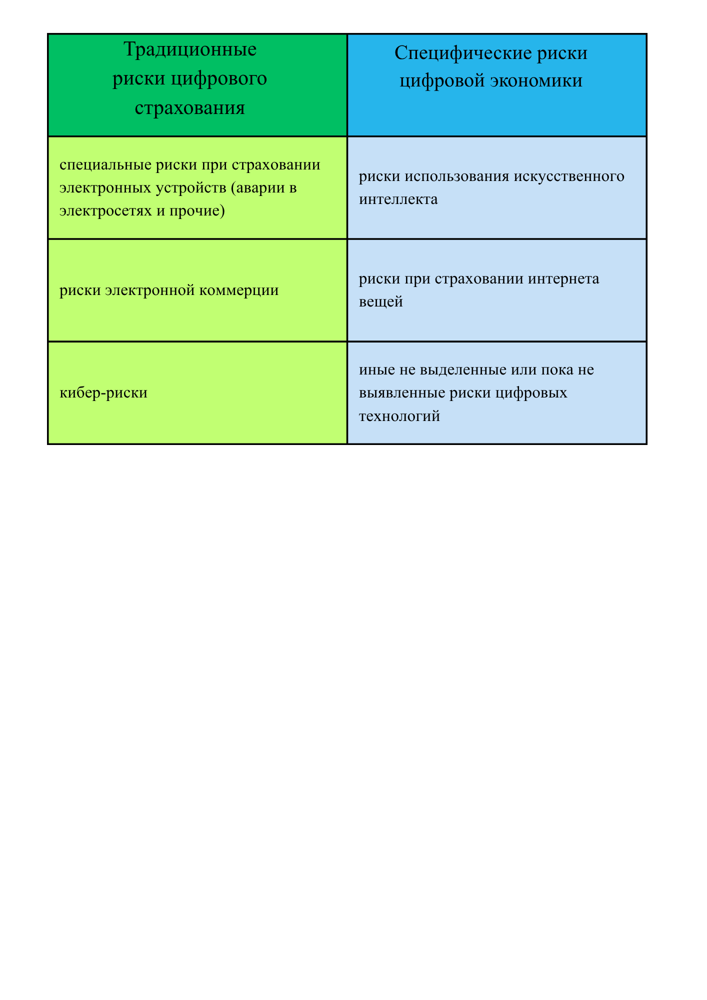 Традиционные
риски цифрового
страхования
Специфические риски
цифровой экономики
специальные риски при страховании
электронных устройств (аварии в
электросетях и прочие)
риски использования искусственного
интеллекта
риски электронной коммерции
риски при страховании интернета
вещей
кибер-риски
иные не выделенные или пока не
выявленные риски цифровых
технологий